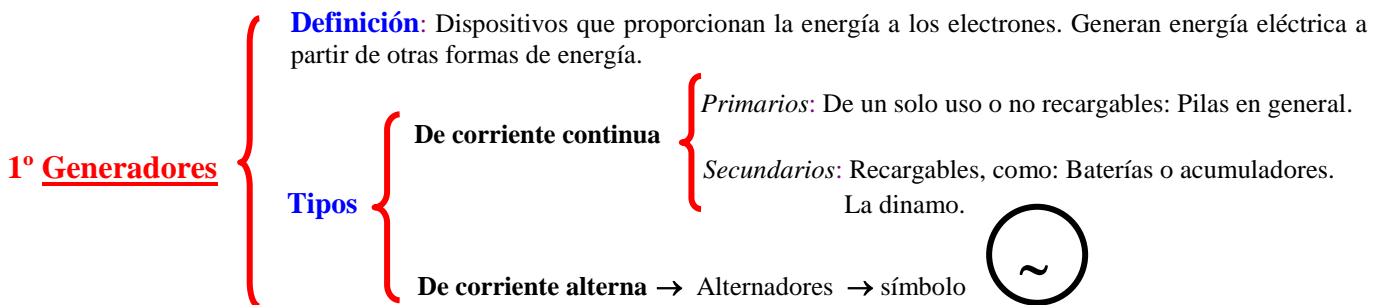 Definición: Dispositivos que proporcionan la energía a los electrones. Generan energía eléctrica a
partir de otras formas de energía.
Primarios: De un solo uso o no recargables: Pilas en general.
De corriente continua
1º Generadores
Secundarios: Recargables, como: Baterías o acumuladores.
Tipos
La dinamo.
De corriente alterna → Alternadores → símbolo ~